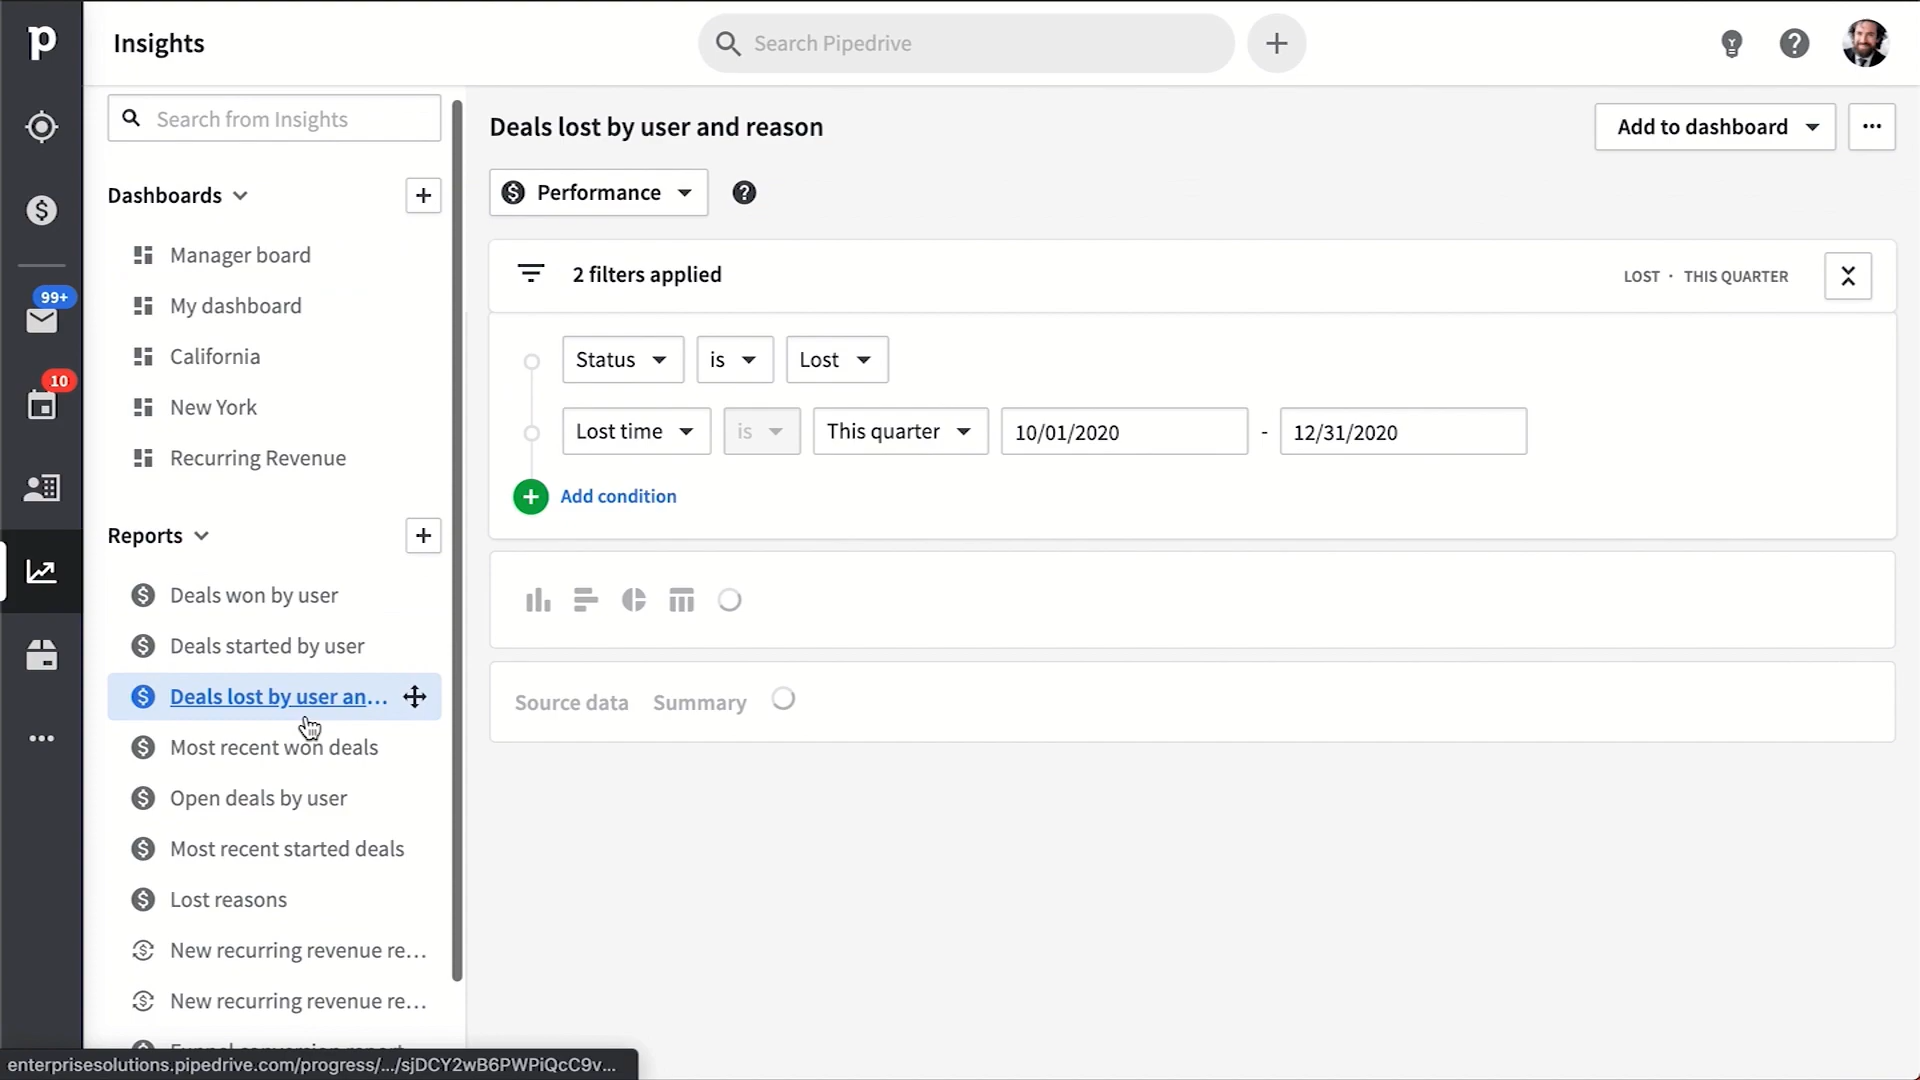 Insights
Search Pipedrive
Search from Insights
Dashboards
Manager board
My dashboard
California
New York
Recurring Revenue
Reports
Deals won by user
Deals started by user
Deals lost by user an...
Most recent won deals
Open deals by user
Most recent started deals
Lost reasons
New recurring revenue re...
New recurring revenue re...
Funnel conversion report
99+
10
Deals lost by user and reason
Add to dashboard
Performance
2 filters applied
LOST · THIS QUARTER
Status is Lost
Lost time is This quarter 10/01/2020 - 12/31/2020
Add condition
Source data Summary
enterprisesolutions.pipedrive.com/progress/.../sjDCY2wB6PWPiQcC9v...